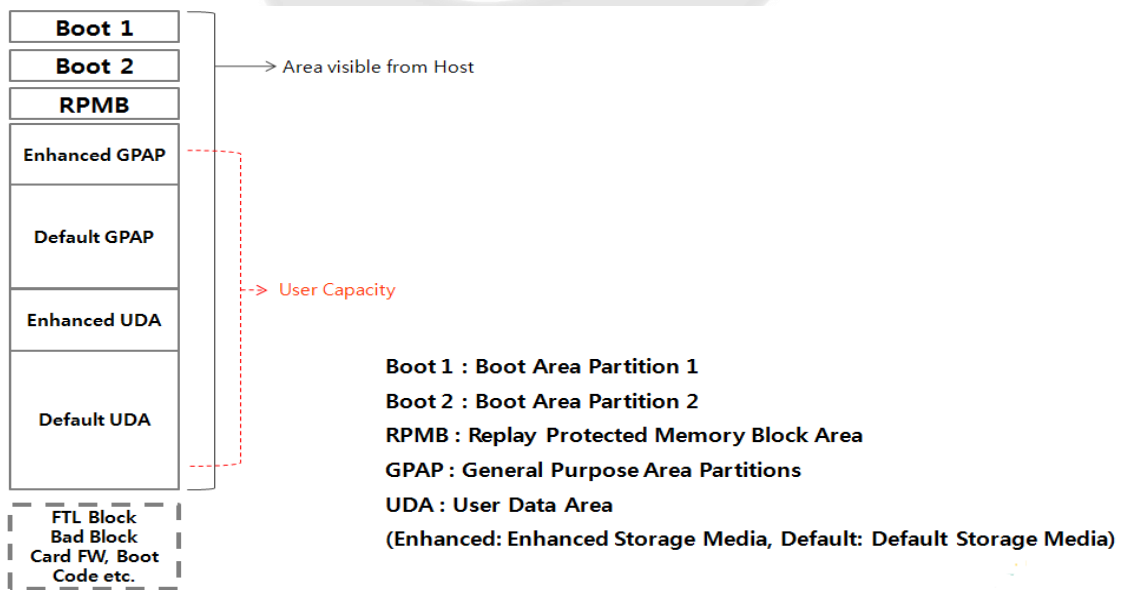 Boot 1
Boot 2
RPMB
Enhanced GPAP
Default GPAP
Enhanced UDA
Default UDA
FTL Block
Bad Block
Card FW, Boot
Code etc.
Area visible from Host
User Capacity
Boot 1 : Boot Area Partition 1
Boot 2 : Boot Area Partition 2
RPMB : Replay Protected Memory Block Area
GPAP : General Purpose Area Partitions
UDA : User Data Area
(Enhanced: Enhanced Storage Media, Default: Default Storage Media)